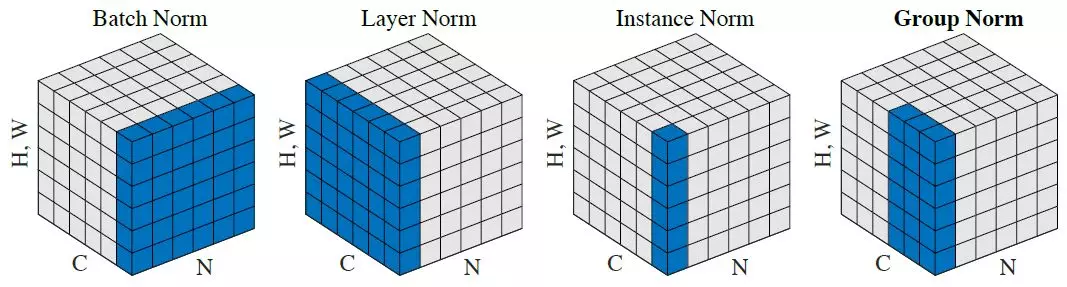 Batch Norm
Layer Norm
Instance Norm
Group Norm
H, W
C
N
H, W
C
N
H, W
C
N
H, W
C
N